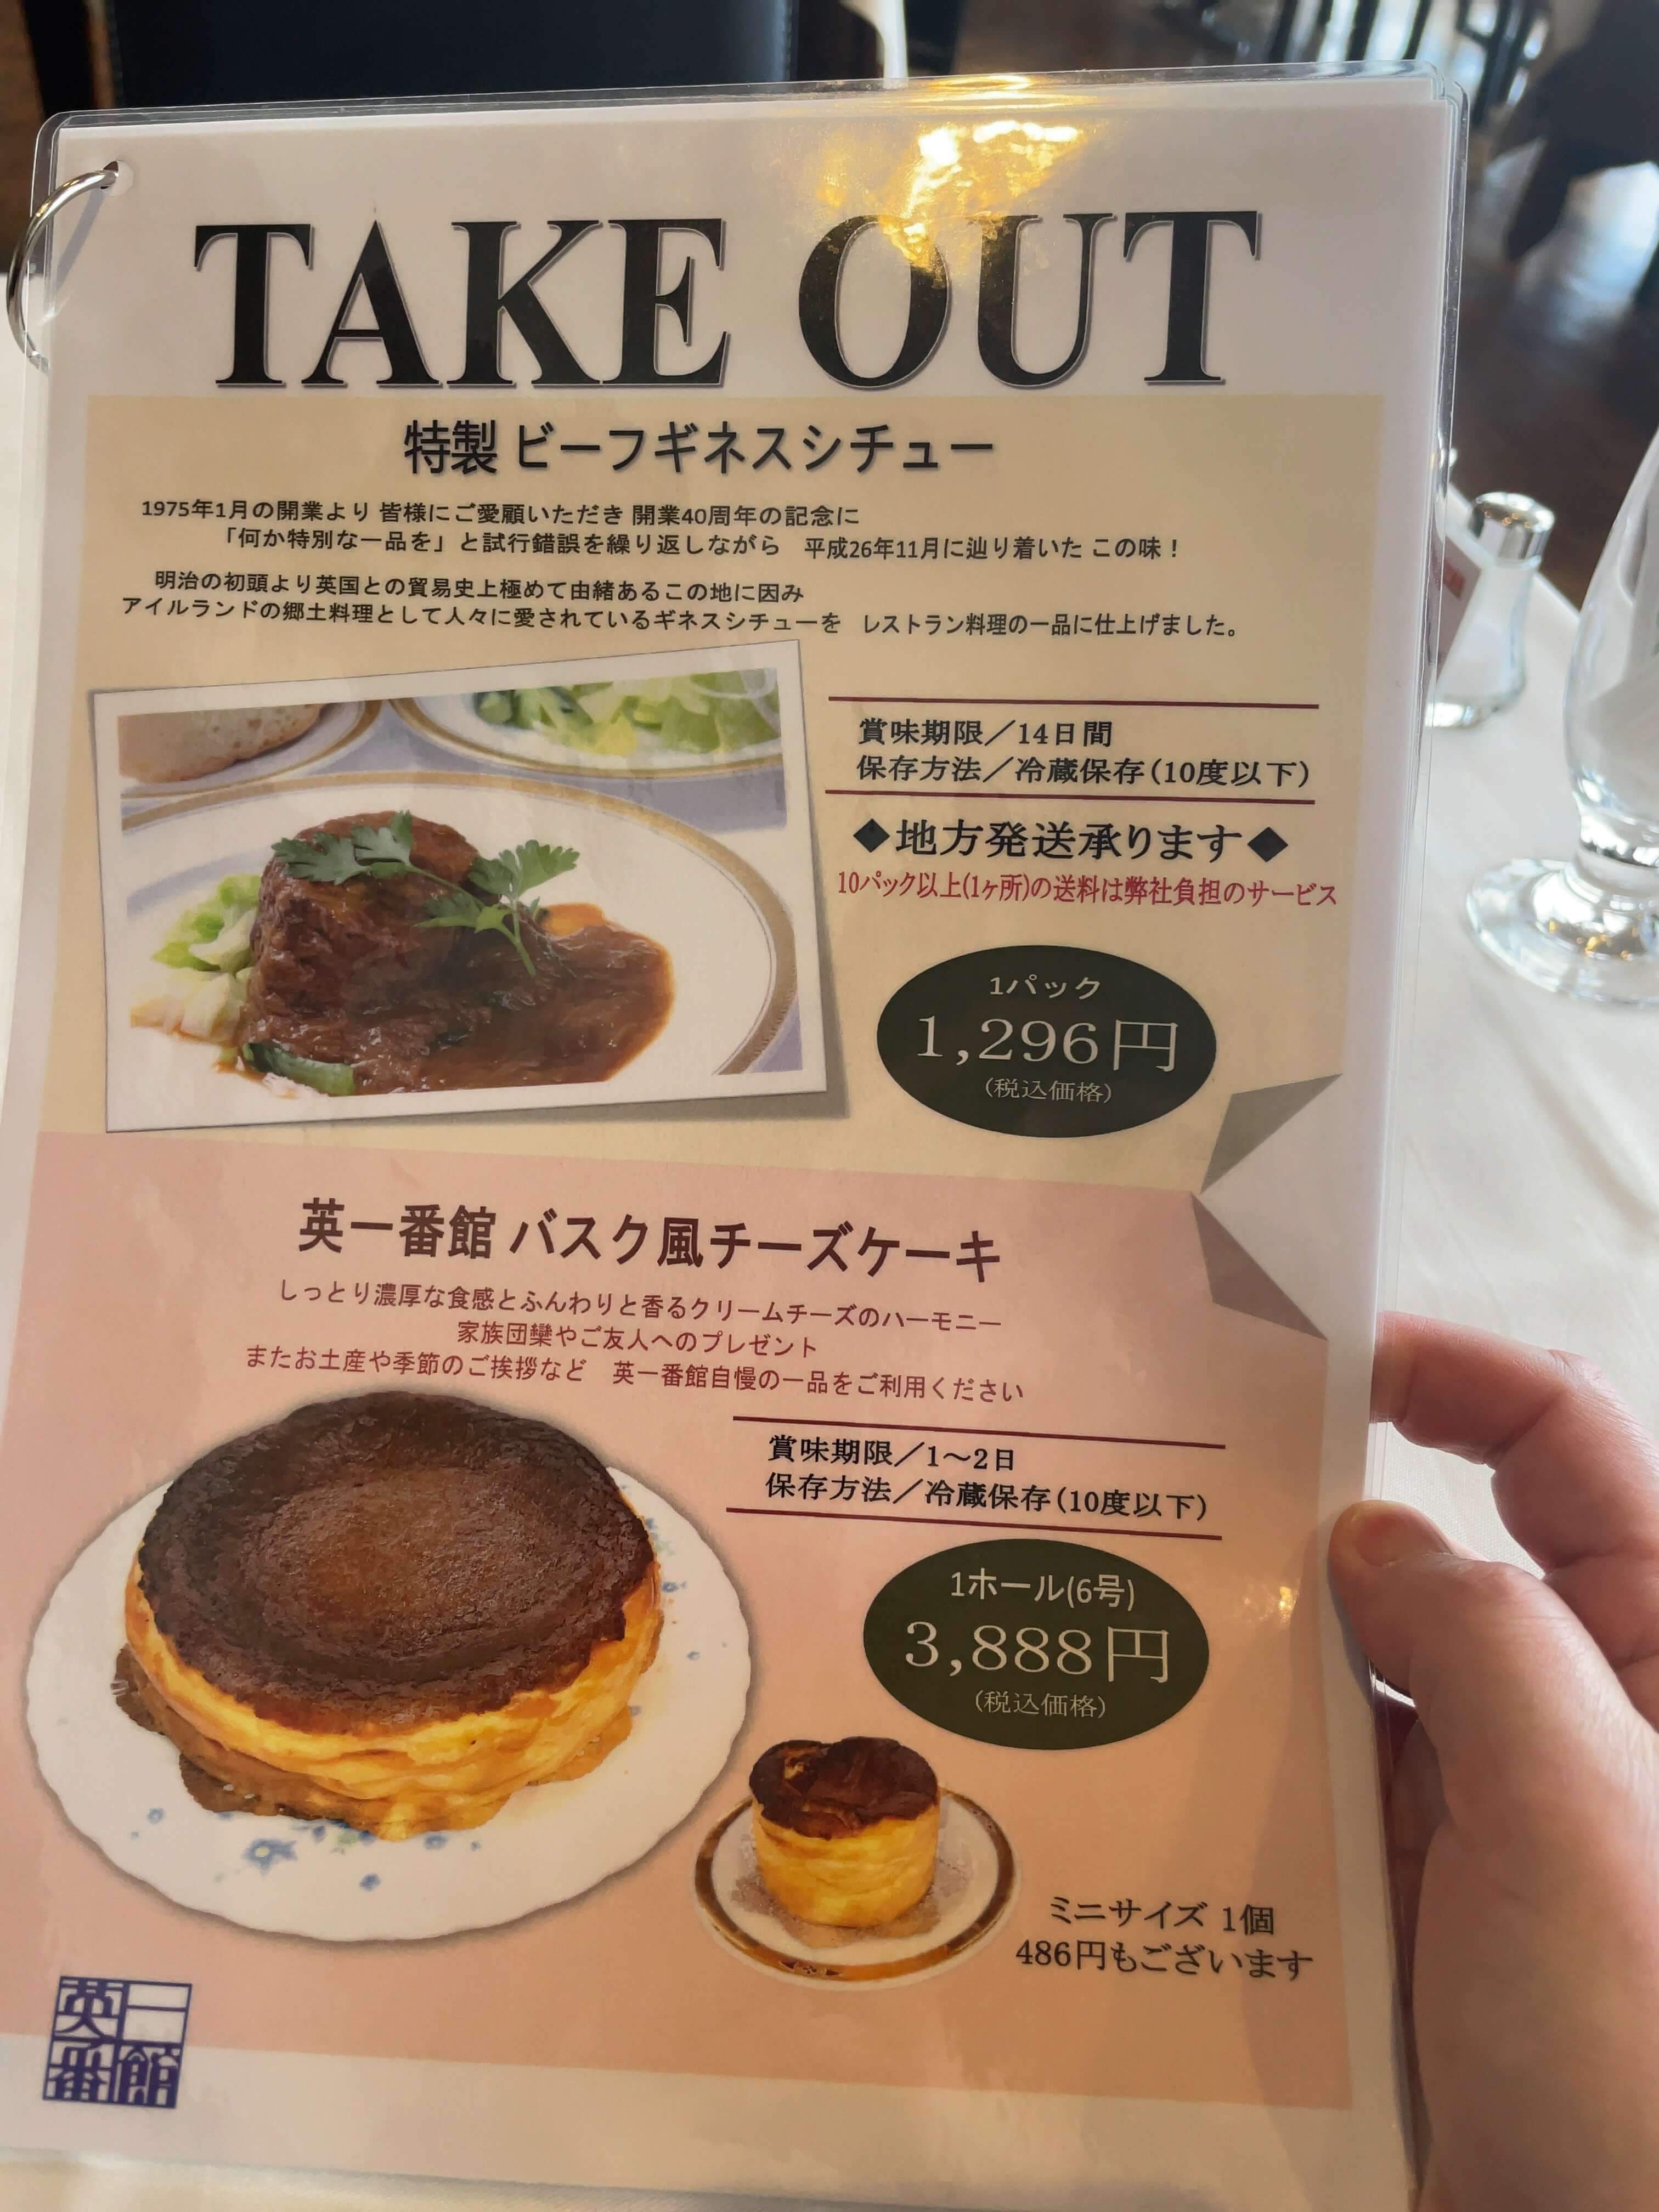 TAKE OUT
特製 ビーフギネスシチュー
1975年1月の開業より 皆様にご愛顧いただき 開業40周年の記念に
「何か特別な一品を」と試行錯誤を繰り返しながら　平成26年11月に辿り着いた この味！
明治の初頭より英国との貿易史上極めて由緒あるこの地に因み
アイルランドの郷土料理として人々に愛されているギネスシチューを　レストラン料理の一品に仕上げました。
賞味期限／14日間
保存方法／冷蔵保存（10度以下）
◆地方発送承ります◆
10パック以上(1ヶ所)の送料は弊社負担のサービス
1パック
1,296円
(税込価格)
英一番館 バスク風チーズケーキ
しっとり濃厚な食感とふんわりと香るクリームチーズのハーモニー
家族団欒やご友人へのプレゼント
またお土産や季節のご挨拶など　英一番館自慢の一品をご利用ください
賞味期限／1～2日
保存方法／冷蔵保存（10度以下）
1ホール(6号)
3,888円
(税込価格)
ミニサイズ 1個
486円もございます
英一
番館